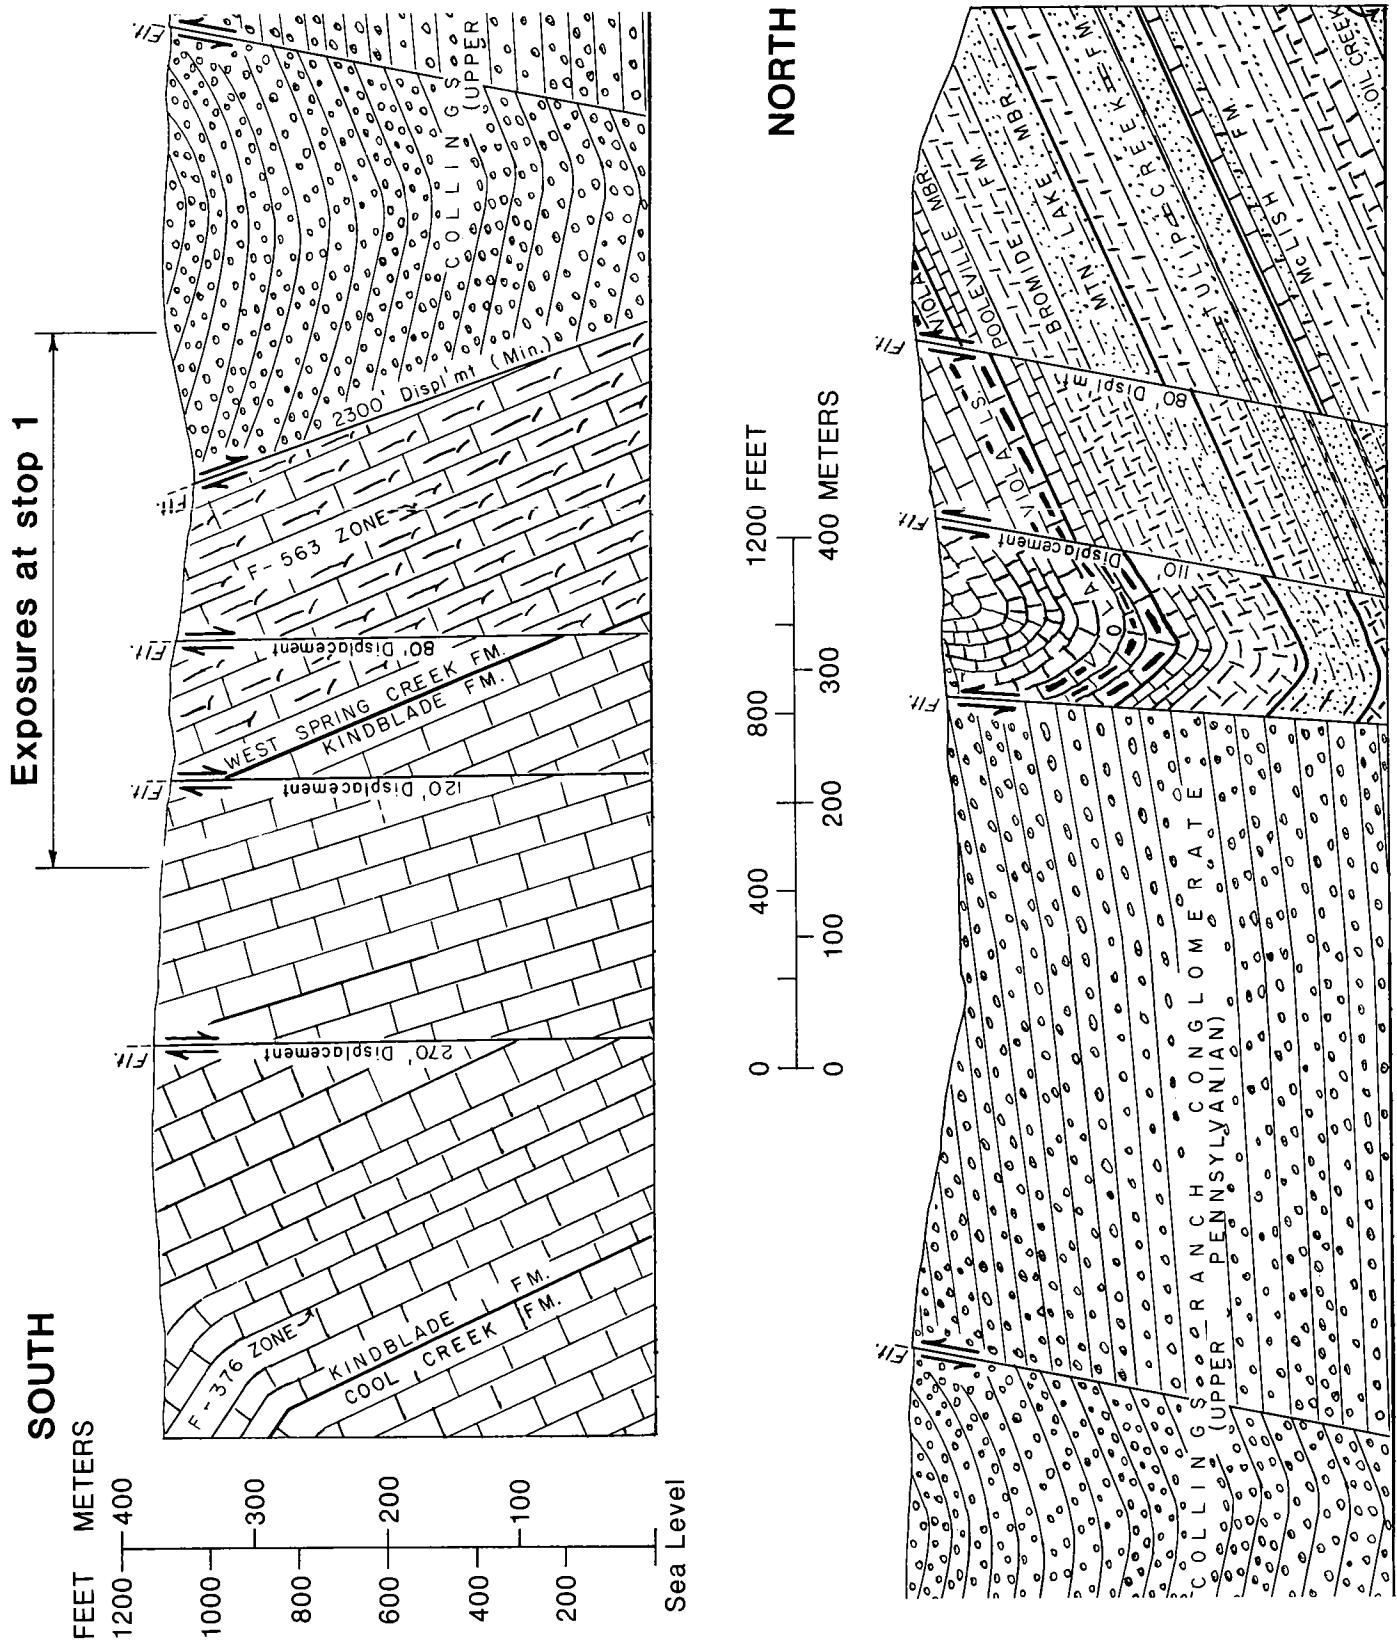 SOUTH
Exposures at stop 1
FEET METERS
1200
1000
800
600
400
200
400
300
200
100
Sea Level
F-376 ZONE
KINDBLADE FM.
COOL CREEK FM.
Flt.
270' Displacement
Flt.
120' Displacement
WEST SPRING CREEK FM.
KINDBLADE FM.
Flt.
80' Displacement
F-563 ZONE
Flt.
2300' Displ'mt (Min.)
COLLINGS
(UPPER
Flt.
NORTH
0 400 800 1200 FEET
0 100 200 300 400 METERS
Flt.
COLLINGS RANCH CONGLOMERATE
(UPPER PENNSYLVANIAN)
Flt.
VIOLA
Flt.
110' Displacement
VIOLA LS
Flt.
80' Displ'mt
VIOLA
POOLEVILLE MBR
BROMIDE FM
MTN LAKE MBR
TULIP CREEK FM
McLISH FM
OIL CREEK